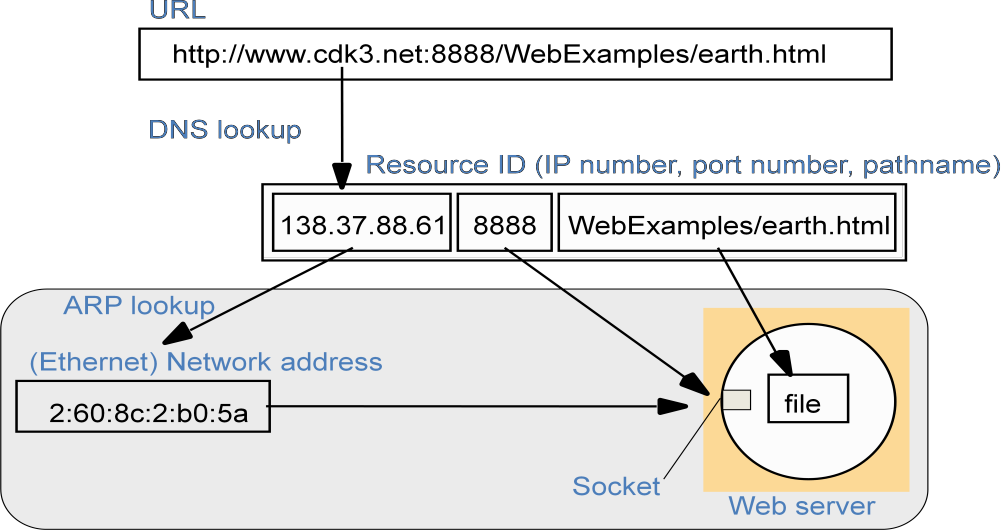 URL
http://www.cdk3.net:8888/WebExamples/earth.html
DNS lookup
Resource ID (IP number, port number, pathname)
138.37.88.61 8888 WebExamples/earth.html
ARP lookup
(Ethernet) Network address
2:60:8c:2:b0:5a
file
Socket
Web server